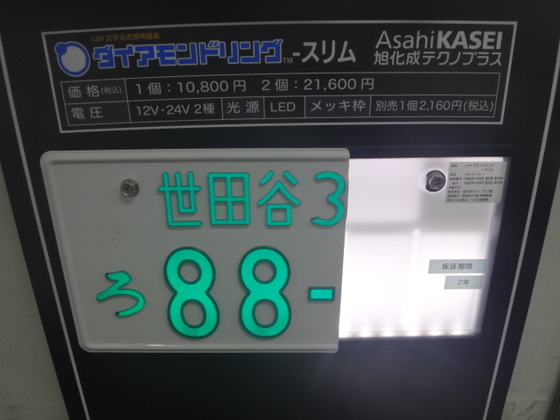 LED式字光式照明器具
ダイアモンドリング™-スリム
AsahiKASEI
旭化成テクノプラス
価格(税込) 1個:10,800円 2個:21,600円
電圧 12V・24V 2種 光源 LED メッキ枠 別売1個2,160円(税込)
世田谷 3
ろ 88-
保証期間
2年